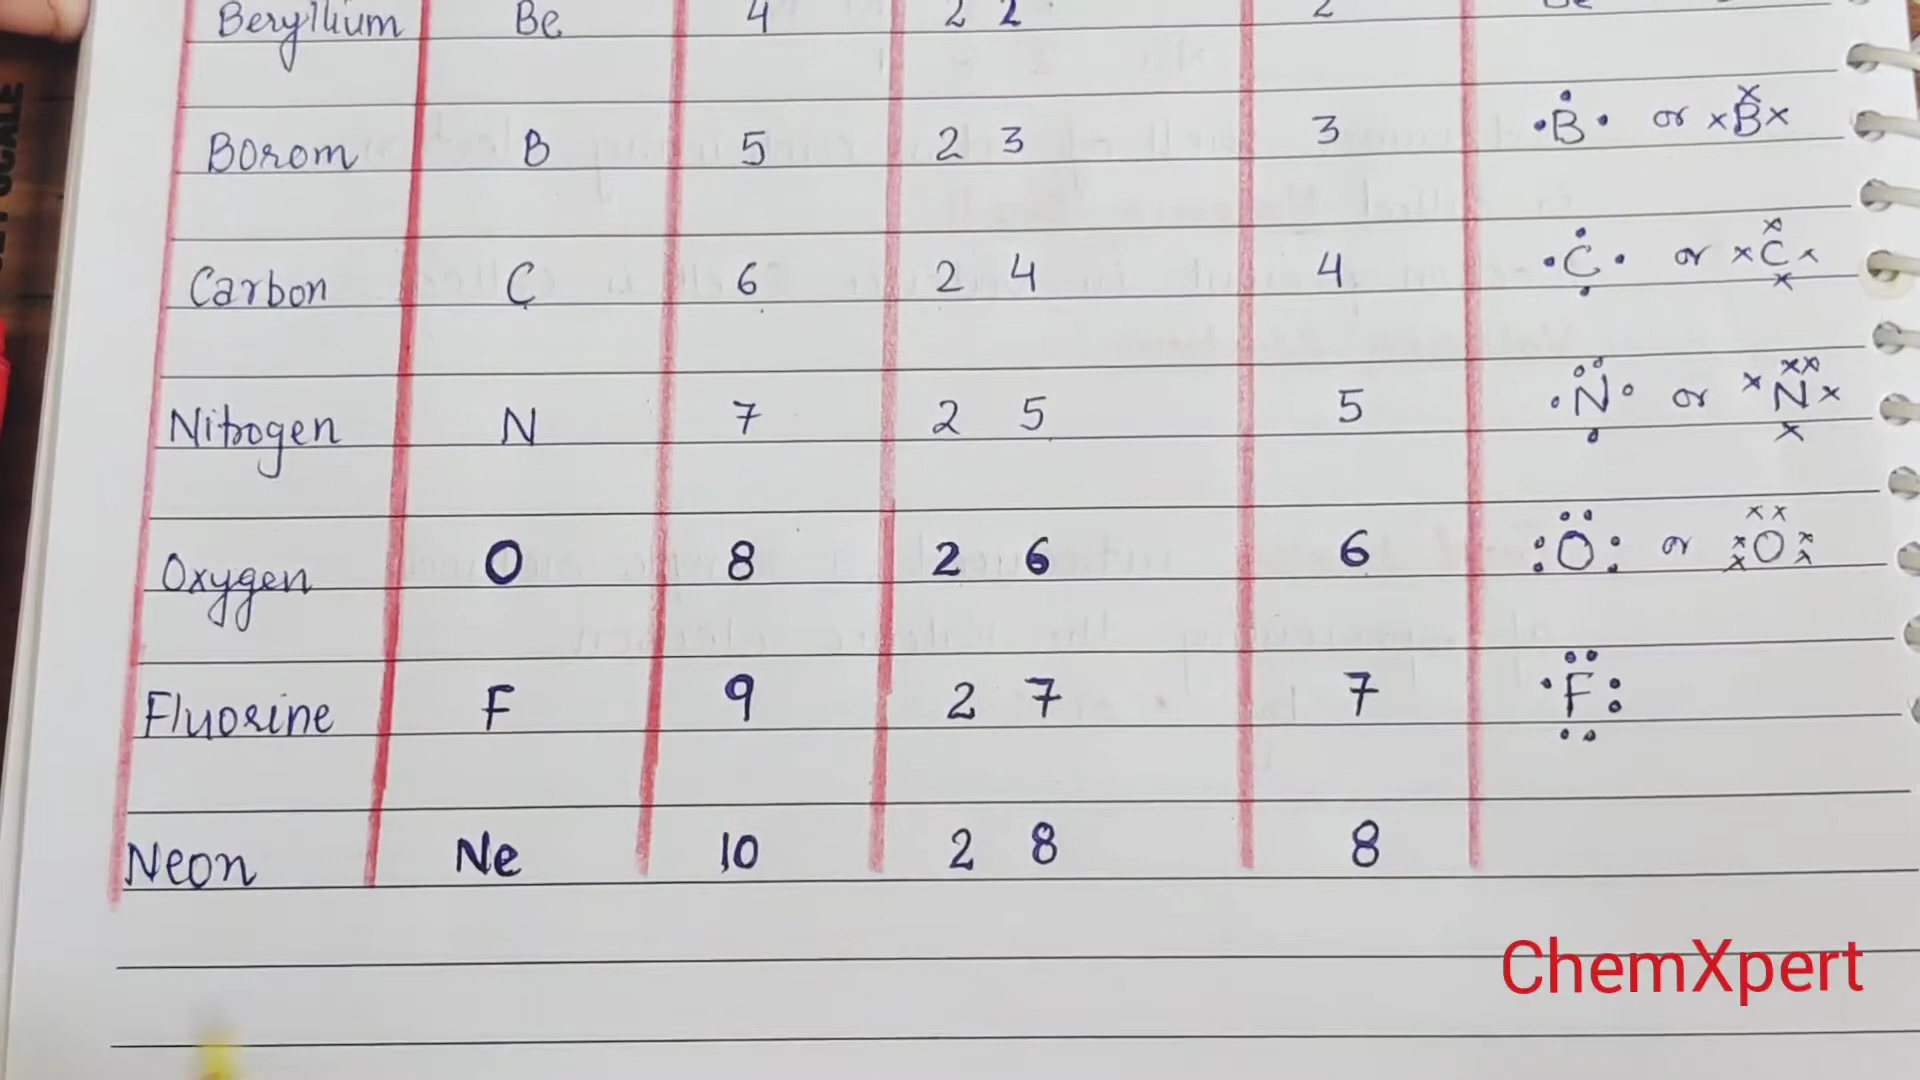 Beryllium Be 4 2 2 2
Borom B 5 2 3 3 B or B
Carbon C 6 2 4 4 C or C
Nitrogen N 7 2 5 5 N or N
Oxygen O 8 2 6 6 O or O
Fluorine F 9 2 7 7 F
Neon Ne 10 2 8 8
ChemXpert